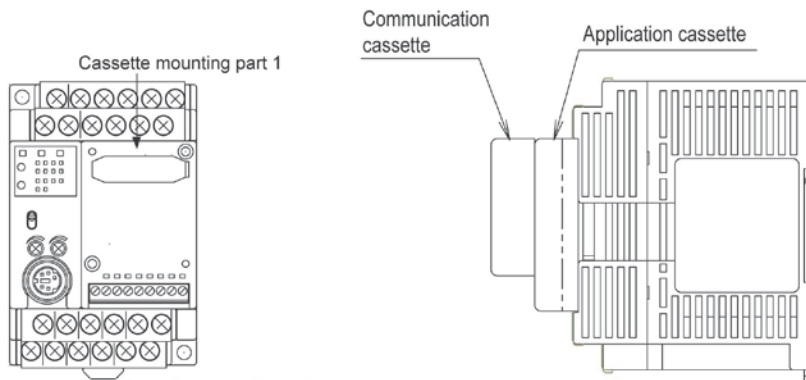 Communication
cassette
Application cassette
Cassette mounting part 1